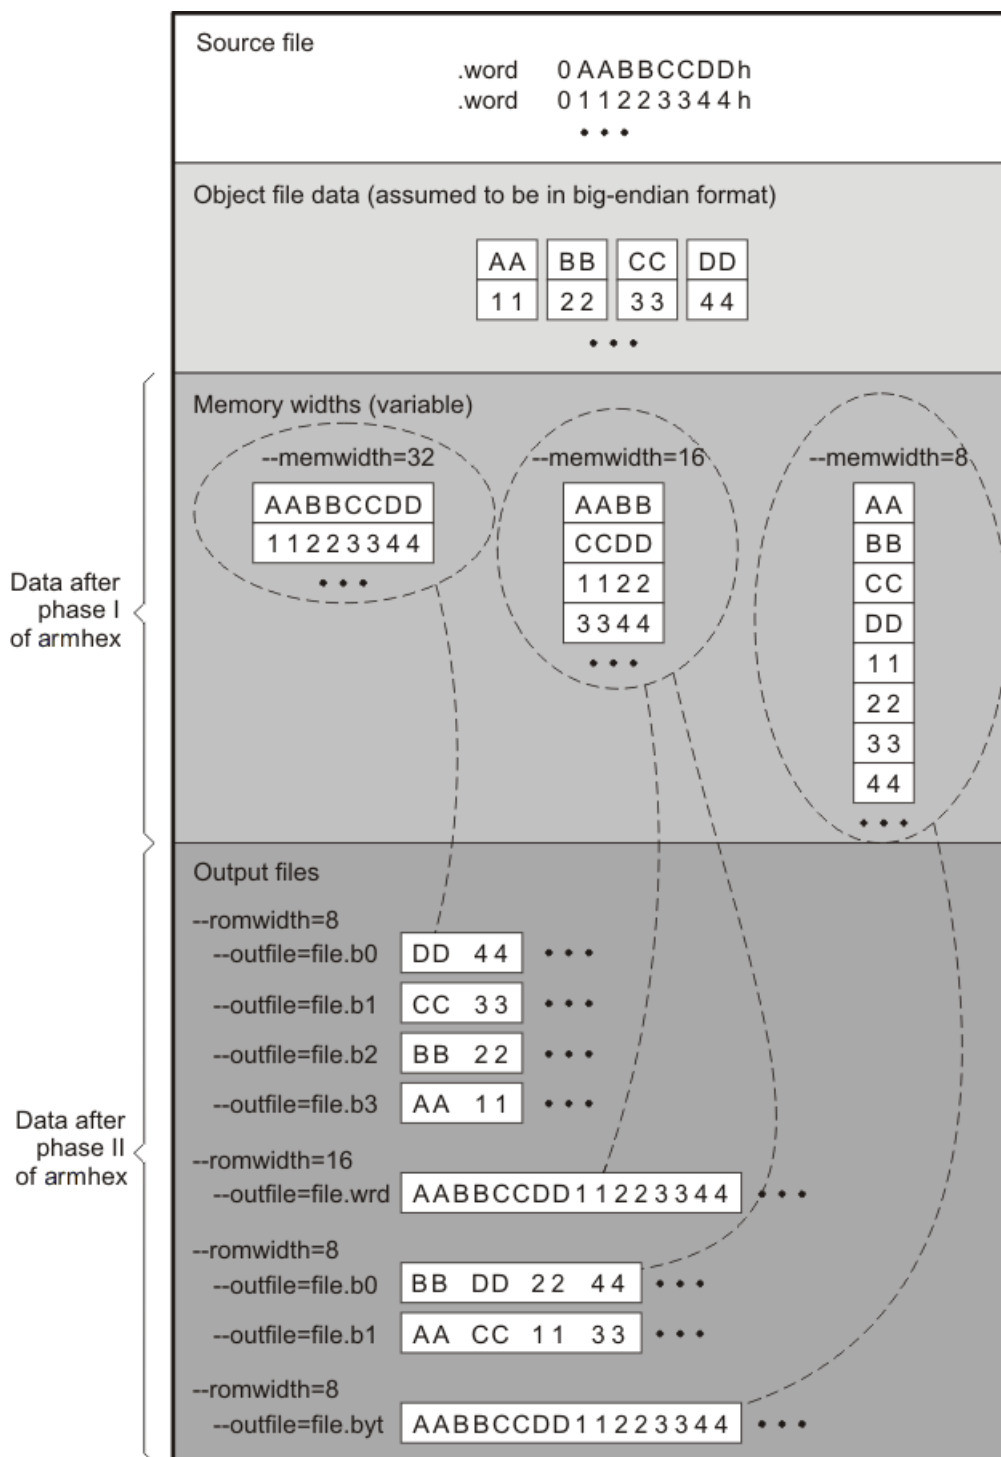 Source file
.word 0AABBCCDDh
.word 011223344h
• • •
Object file data (assumed to be in big-endian format)
AA BB CC DD
11 22 33 44
• • •
Memory widths (variable)
--memwidth=32 --memwidth=16 --memwidth=8
AABBCCDD
11223344
• • •
AABB
CCDD
1122
3344
• • •
AA
BB
CC
DD
11
22
33
44
• • •
Data after
phase I
of armhex
Output files
--romwidth=8
--outfile=file.b0 DD 44 • • •
--outfile=file.b1 CC 33 • • •
--outfile=file.b2 BB 22 • • •
--outfile=file.b3 AA 11 • • •
--romwidth=16
--outfile=file.wrd AABBCCDD11223344 • • •
--romwidth=8
--outfile=file.b0 BB DD 22 44 • • •
--outfile=file.b1 AA CC 11 33 • • •
--romwidth=8
--outfile=file.byt AABBCCDD11223344 • • •
Data after
phase II
of armhex